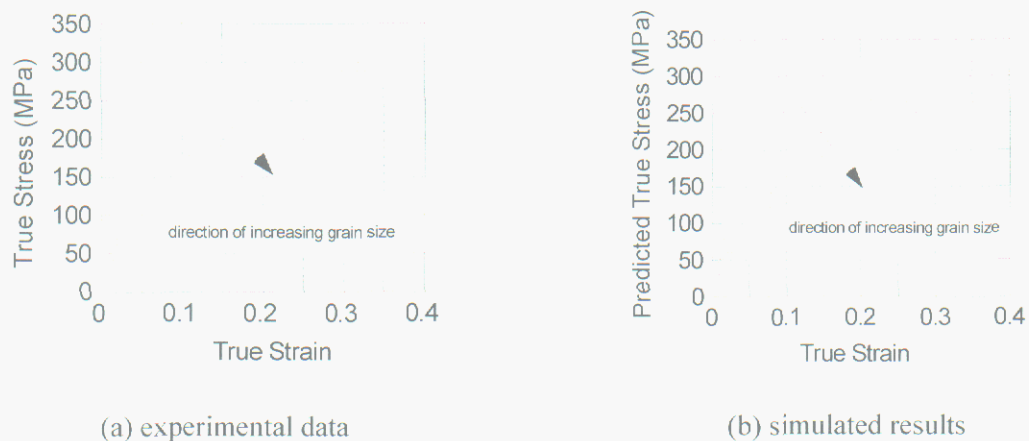 350
300
250
200
150
100
50
0
True Stress (MPa)
direction of increasing grain size
0 0.1 0.2 0.3 0.4
True Strain
(a) experimental data
350
300
250
200
150
100
50
0
Predicted True Stress (MPa)
direction of increasing grain size
0 0.1 0.2 0.3 0.4
True Strain
(b) simulated results